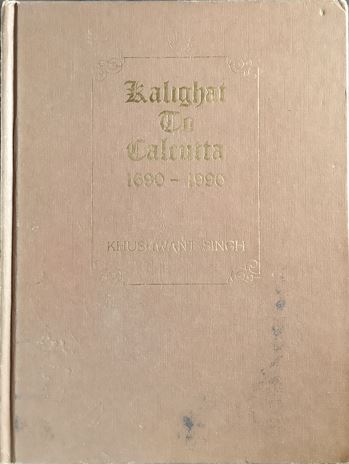 Kalighat
To
Calcutta
1690 - 1990
KHUSHWANT SINGH